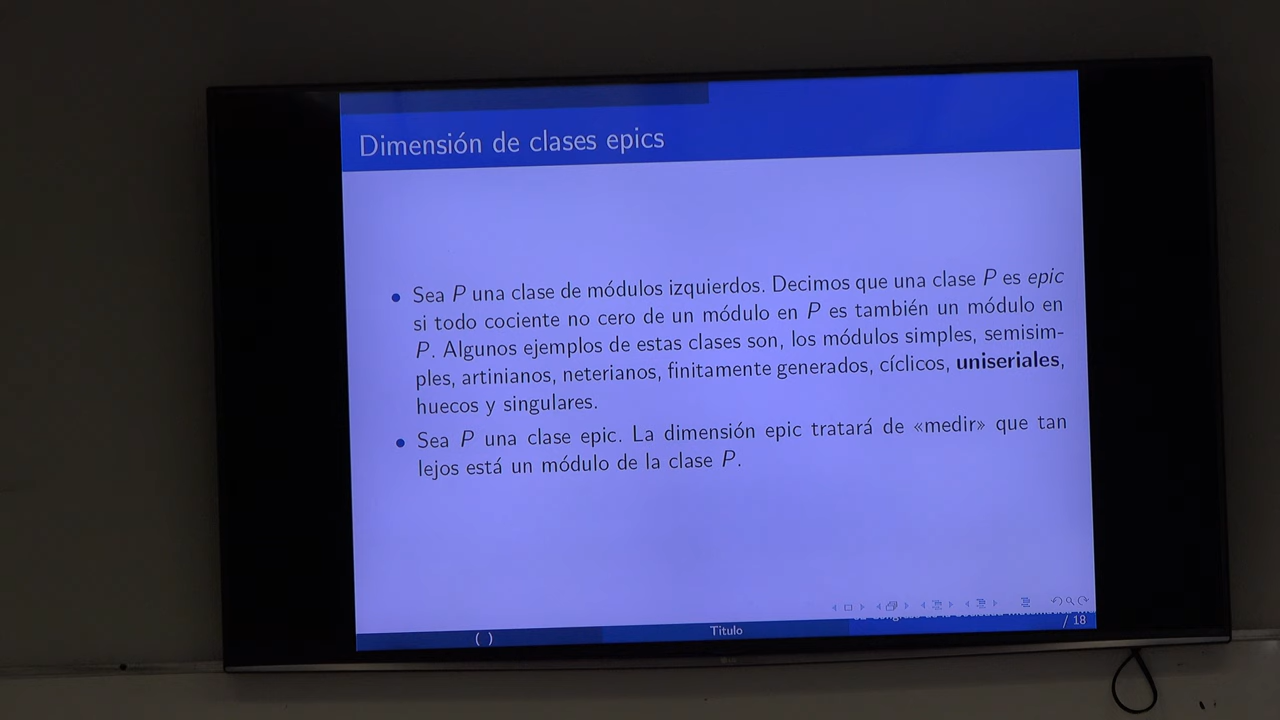 Dimensión de clases epics
• Sea P una clase de módulos izquierdos. Decimos que una clase P es epic
si todo cociente no cero de un módulo en P es también un módulo en
P. Algunos ejemplos de estas clases son, los módulos simples, semisim-
ples, artinianos, neterianos, finitamente generados, cíclicos, uniseriales,
huecos y singulares.
• Sea P una clase epic. La dimensión epic tratará de «medir» que tan
lejos está un módulo de la clase P.
( )
Titulo
/ 18